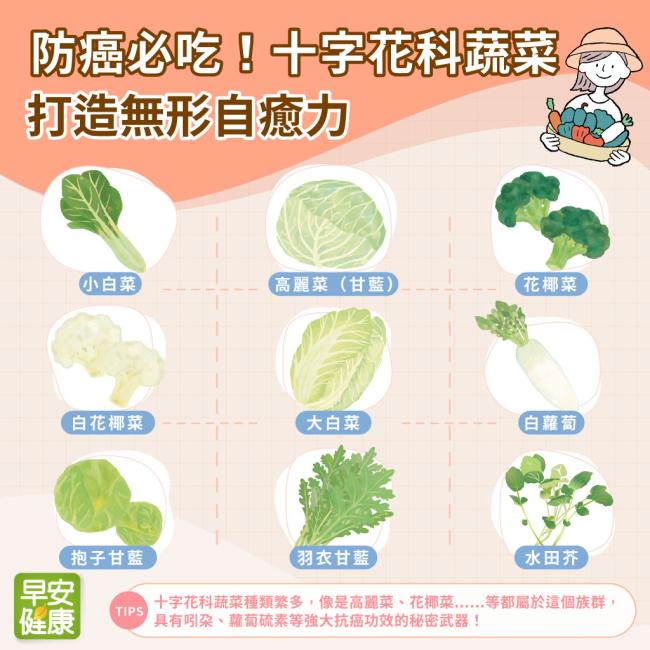 防癌必吃！十字花科蔬菜
打造無形自癒力
小白菜
高麗菜（甘藍）
花椰菜
白花椰菜
大白菜
白蘿蔔
抱子甘藍
羽衣甘藍
水田芥
早安
健康
TIPS
十字花科蔬菜種類繁多，像是高麗菜、花椰菜......等都屬於這個族群，
具有吲染、蘿蔔硫素等強大抗癌功效的秘密武器！